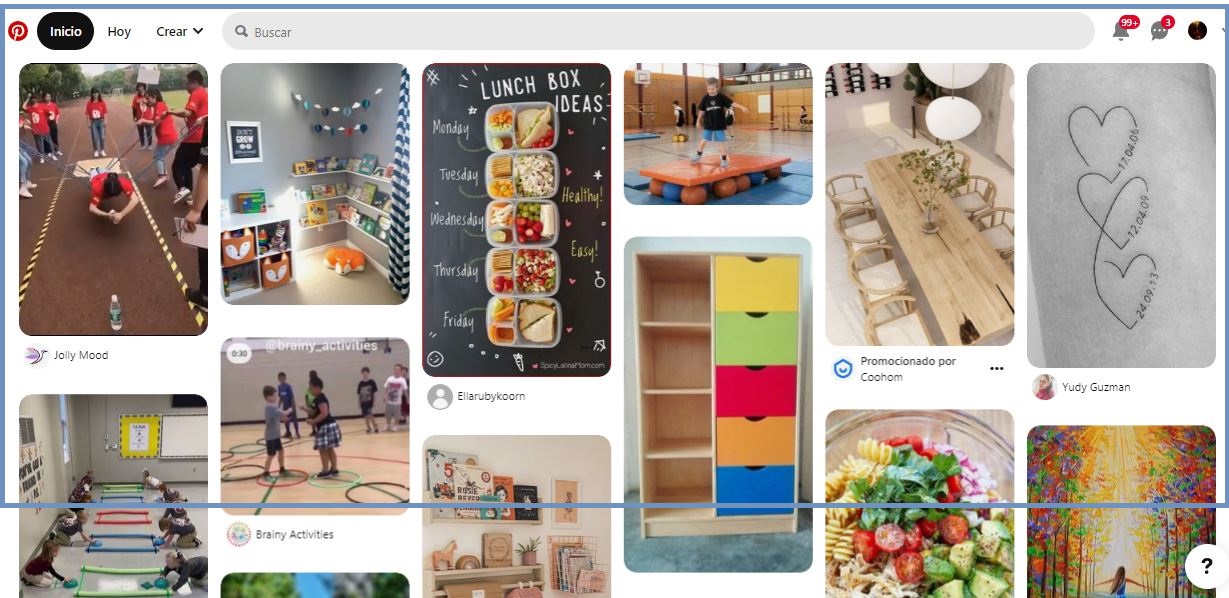 Inicio
Hoy
Crear
Buscar
99+
3
Jolly Mood
DON'T
GROW
LUNCH BOX
IDEAS
Monday
Tuesday
Wednesday
Thursday
Friday
Healthy!
Easy!
SpicyLatinaMom.com
Ellarubykoorn
0:30
@brainy_activities
Brainy Activities
ROSIE
REVERE
Promocionado por
Coohom
17.04.06
12.04.09
24.09.13
Yudy Guzman
?